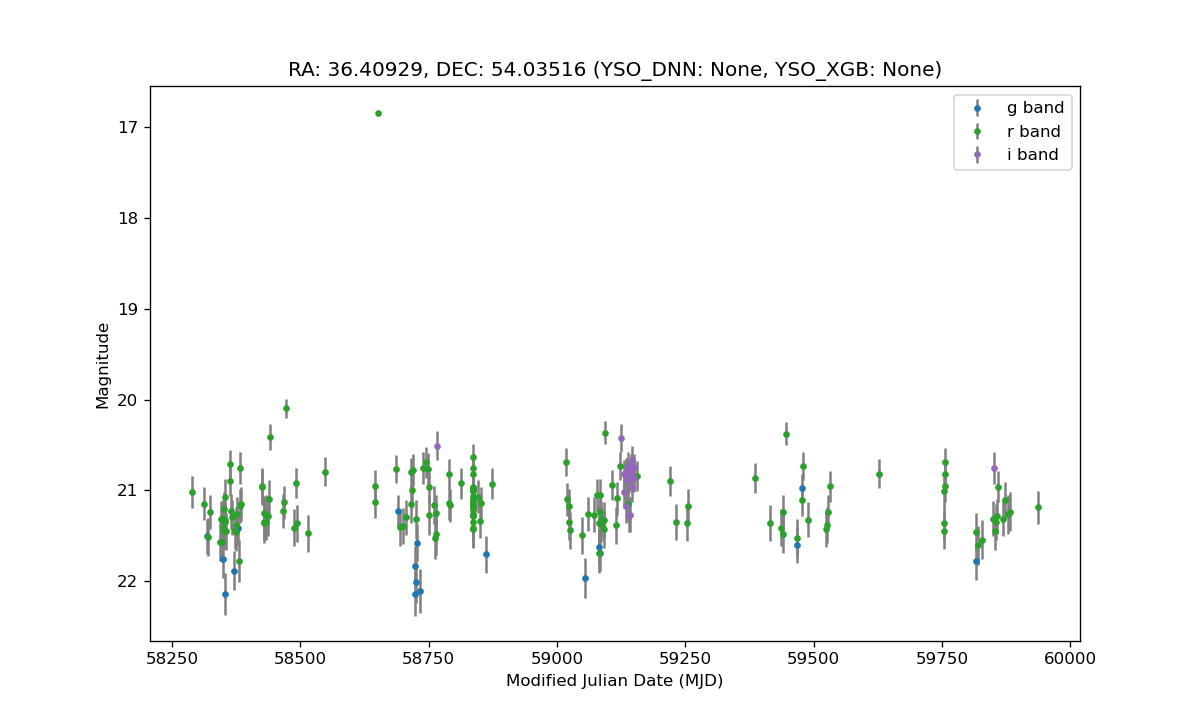 RA: 36.40929, DEC: 54.03516 (YSO_DNN: None, YSO_XGB: None)
g band
r band
i band
17
18
19
20
21
22
Magnitude
58250 58500 58750 59000 59250 59500 59750 60000
Modified Julian Date (MJD)